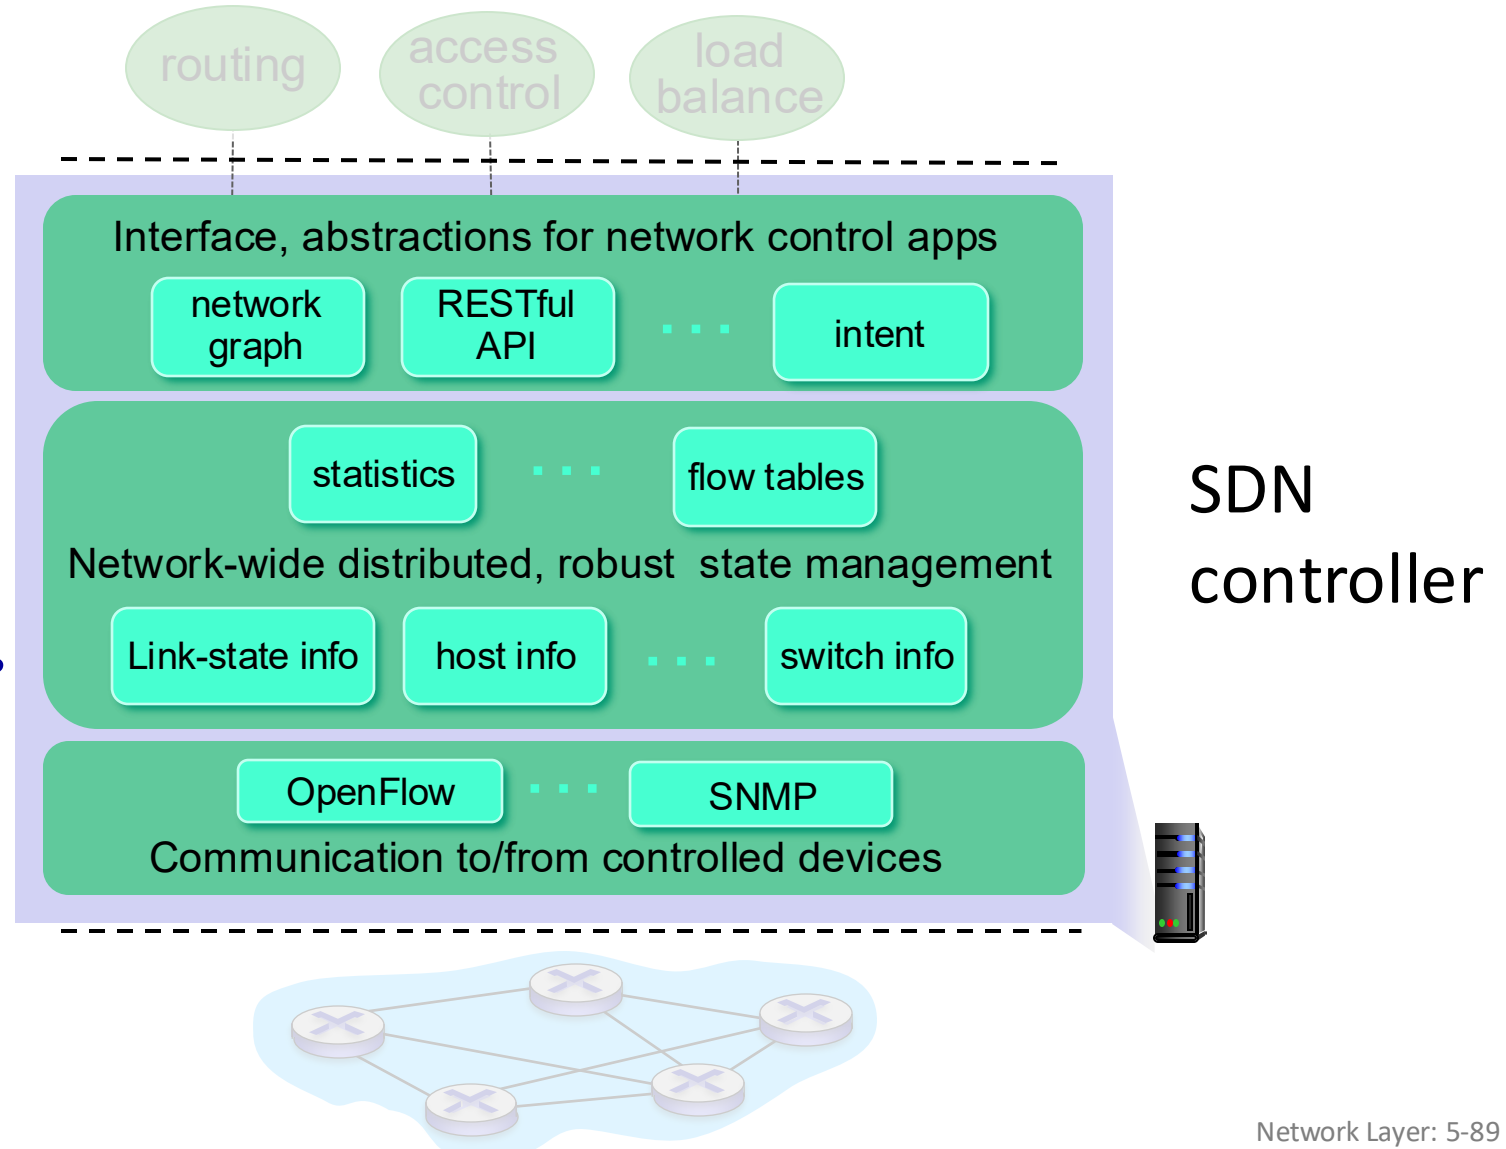 routing
access
control
load
balance
Interface, abstractions for network control apps
network
graph
RESTful
API
. . .
intent
statistics
. . .
flow tables
Network-wide distributed, robust  state management
Link-state info
host info
. . .
switch info
OpenFlow
. . .
SNMP
Communication to/from controlled devices
SDN
controller
Network Layer: 5-89